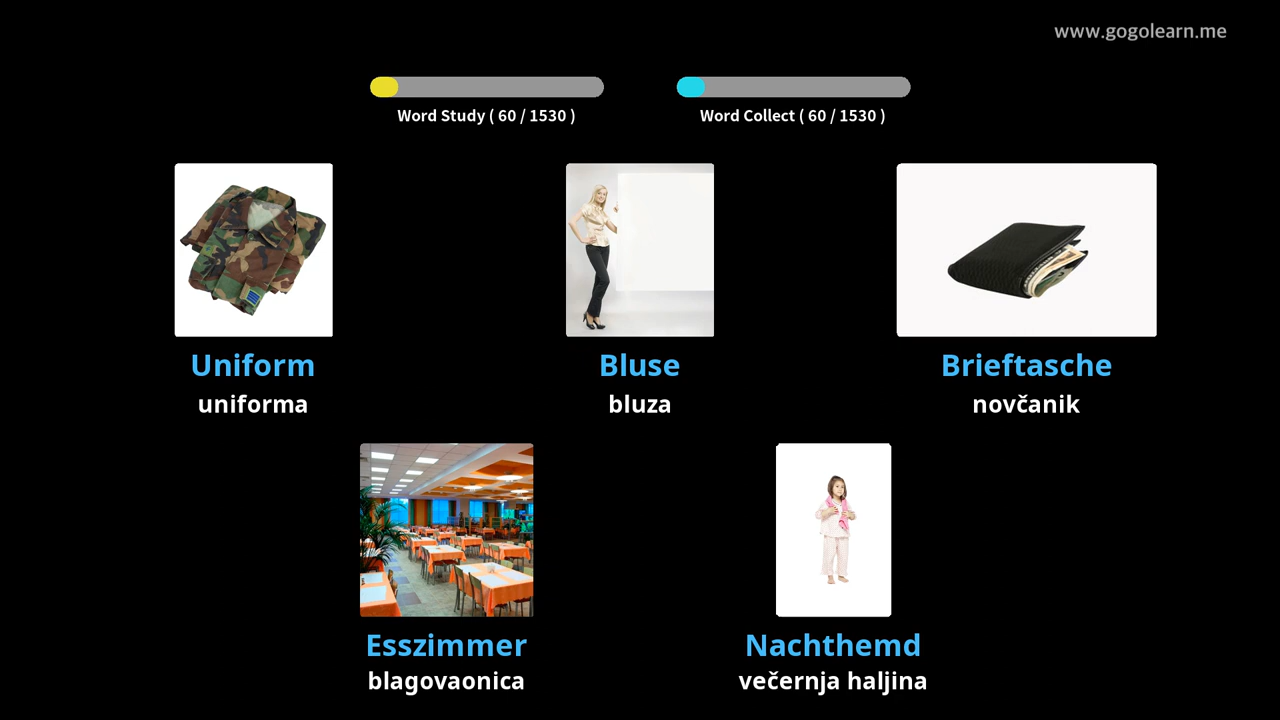 www.gogolearn.me
Word Study ( 60 / 1530 )
Word Collect ( 60 / 1530 )
Uniform
uniforma
Bluse
bluza
Brieftasche
novčanik
Esszimmer
blagovaonica
Nachthemd
večernja haljina